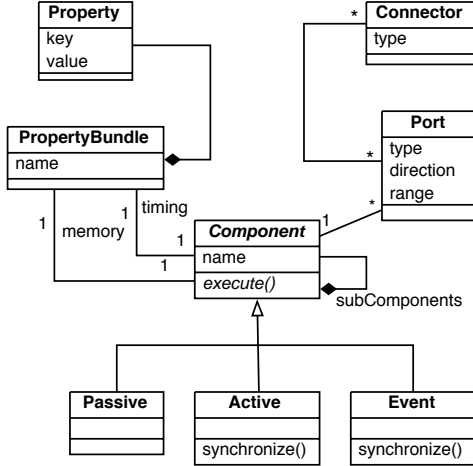 Property
key
value
Connector
type
*
PropertyBundle
name
Port
type
direction
range
*
1
memory
1
timing
1
1
Component
name
execute()
1
*
subComponents
Passive
Active
synchronize()
Event
synchronize()